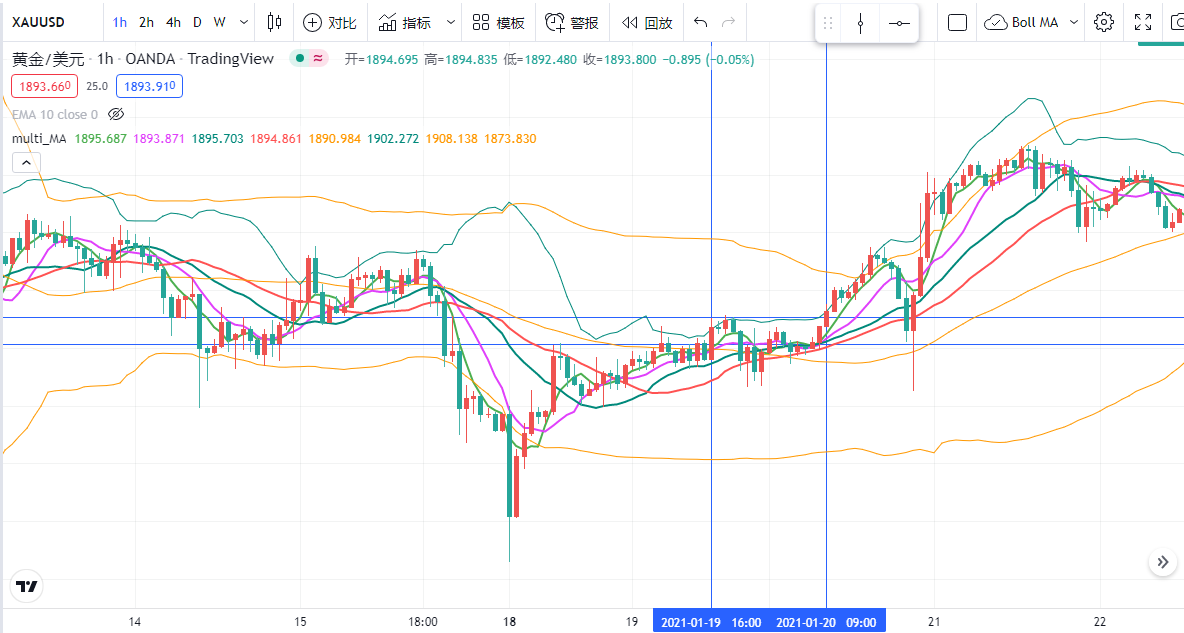 XAUUSD 1h 2h 4h D W 对比 指标 模板 警报 回放 Boll MA
黄金/美元 · 1h · OANDA · TradingView 开=1894.695 高=1894.835 低=1892.480 收=1893.800 −0.895 (−0.05%)
1893.660 25.0 1893.910
EMA 10 close 0
multi_MA 1895.687 1893.871 1895.703 1894.861 1890.984 1902.272 1908.138 1873.830
14 15 18:00 18 19 2021-01-19 16:00 2021-01-20 09:00 21 22